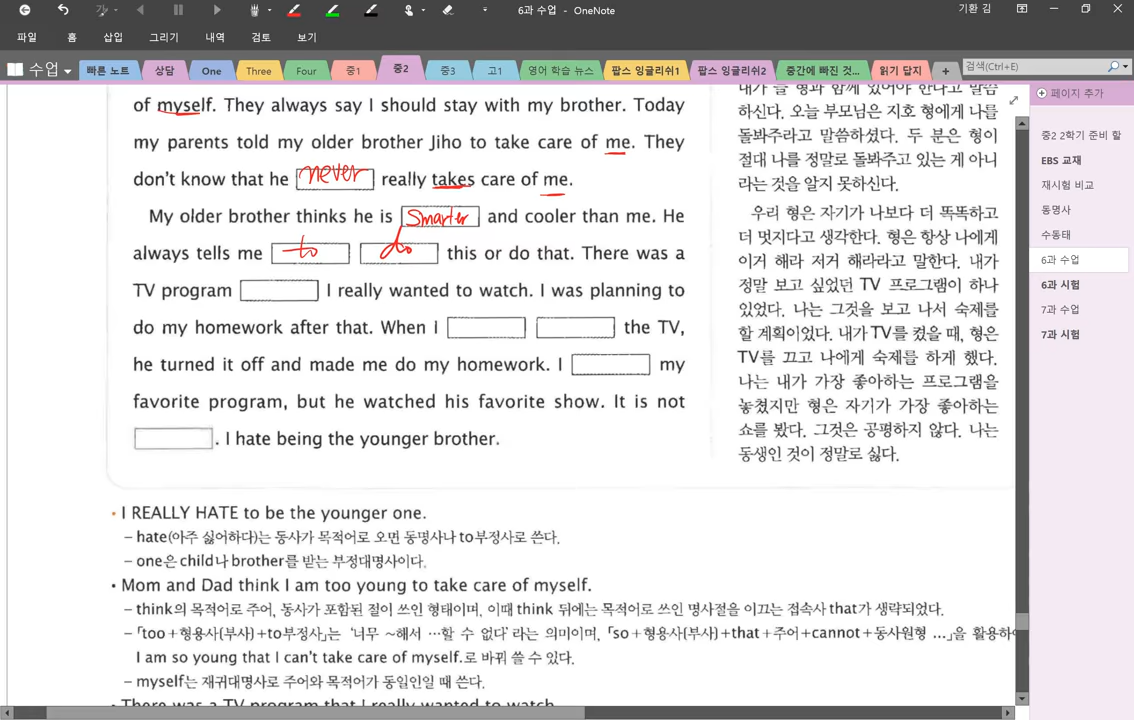 6과 수업 - OneNote
기환 김
파일 홈 삽입 그리기 내역 검토 보기
수업 빠른 노트 상담 One Three Four 중1 중2 중3 고1 영어 학습 뉴스 팝스 잉글리쉬1 팝스 잉글리쉬2 중간에 빠진 것... 읽기 답지 + 검색(Ctrl+E)
페이지 추가
중2 2학기 준비 할
EBS 교재
재시험 비교
동명사
수동태
6과 수업
6과 시험
7과 수업
7과 시험
of myself. They always say I should stay with my brother. Today
my parents told my older brother Jiho to take care of me. They
don't know that he never really takes care of me.
My older brother thinks he is Smarter and cooler than me. He
always tells me to do this or do that. There was a
TV program I really wanted to watch. I was planning to
do my homework after that. When I the TV,
he turned it off and made me do my homework. I my
favorite program, but he watched his favorite show. It is not
. I hate being the younger brother.
내가 늘 형과 함께 있어야 한다고 말씀
하신다. 오늘 부모님은 지호 형에게 나를
돌봐주라고 말씀하셨다. 두 분은 형이
절대 나를 정말로 돌봐주고 있는 게 아니
라는 것을 알지 못하신다.
우리 형은 자기가 나보다 더 똑똑하고
더 멋지다고 생각한다. 형은 항상 나에게
이거 해라 저거 해라라고 말한다. 내가
정말 보고 싶었던 TV 프로그램이 하나
있었다. 나는 그것을 보고 나서 숙제를
할 계획이었다. 내가 TV를 켰을 때, 형은
TV를 끄고 나에게 숙제를 하게 했다.
나는 내가 가장 좋아하는 프로그램을
놓쳤지만 형은 자기가 가장 좋아하는
쇼를 봤다. 그것은 공평하지 않다. 나는
동생인 것이 정말로 싫다.
• I REALLY HATE to be the younger one.
– hate(아주 싫어하다)는 동사가 목적어로 오면 동명사나 to부정사로 쓴다.
– one은 child나 brother를 받는 부정대명사이다.
• Mom and Dad think I am too young to take care of myself.
– think의 목적어로 주어, 동사가 포함된 절이 쓰인 형태이며, 이때 think 뒤에는 목적어로 쓰인 명사절을 이끄는 접속사 that가 생략되었다.
– 「too+형용사(부사)+to부정사」는 '너무 ~해서 …할 수 없다'라는 의미이며, 「so+형용사(부사)+that+주어+cannot+동사원형 …」을 활용하여
I am so young that I can't take care of myself.로 바꿔 쓸 수 있다.
– myself는 재귀대명사로 주어와 목적어가 동일인일 때 쓴다.
• There was a TV program that I really wanted to watch.